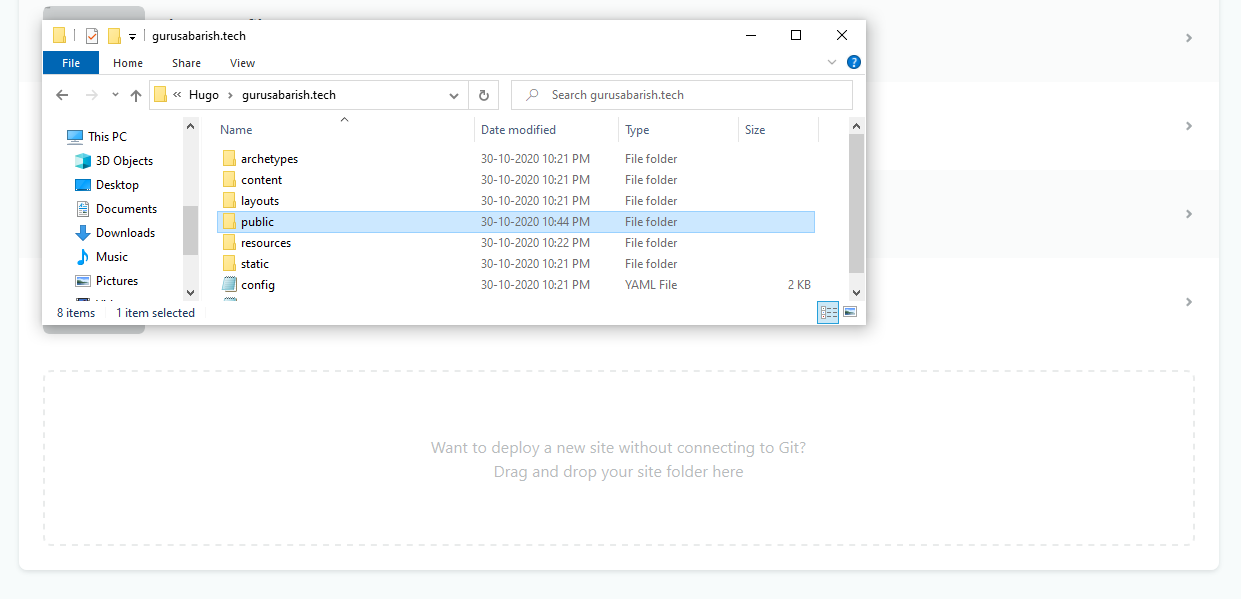 gurusabarish.tech
File Home Share View
« Hugo › gurusabarish.tech
Search gurusabarish.tech
This PC
3D Objects
Desktop
Documents
Downloads
Music
Pictures
Name Date modified Type Size
archetypes 30-10-2020 10:21 PM File folder
content 30-10-2020 10:21 PM File folder
layouts 30-10-2020 10:21 PM File folder
public 30-10-2020 10:44 PM File folder
resources 30-10-2020 10:22 PM File folder
static 30-10-2020 10:21 PM File folder
config 30-10-2020 10:21 PM YAML File 2 KB
8 items 1 item selected
Want to deploy a new site without connecting to Git?
Drag and drop your site folder here